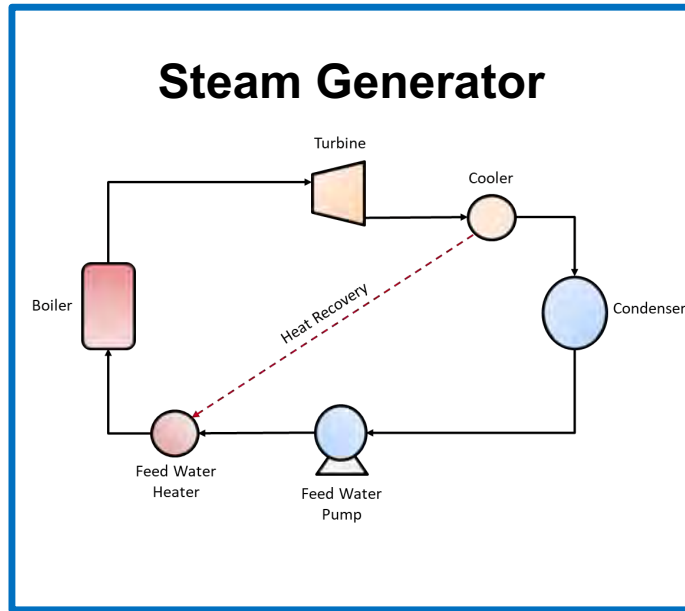 Steam Generator
Turbine
Cooler
Boiler
Heat Recovery
Condenser
Feed Water
Heater
Feed Water
Pump